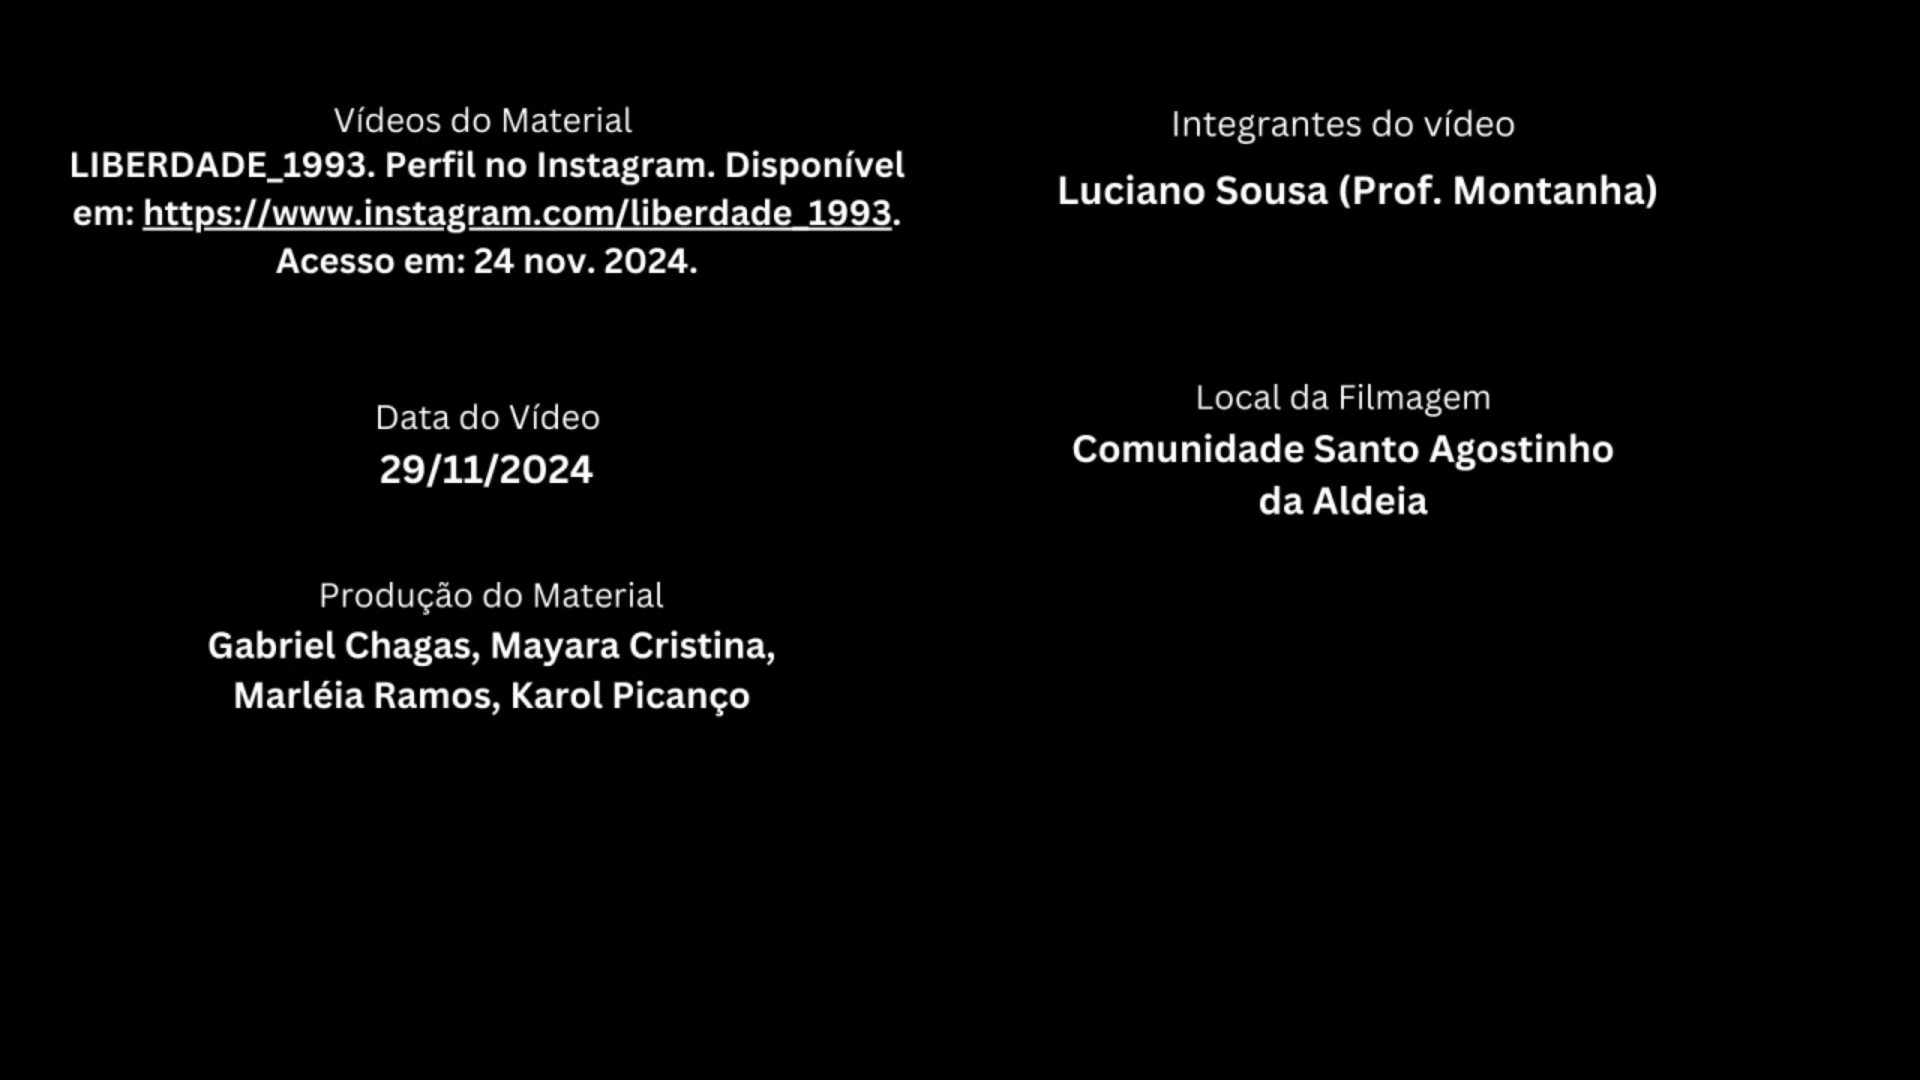 Vídeos do Material
LIBERDADE_1993. Perfil no Instagram. Disponível
em: https://www.instagram.com/liberdade_1993.
Acesso em: 24 nov. 2024.
Data do Vídeo
29/11/2024
Produção do Material
Gabriel Chagas, Mayara Cristina,
Marléia Ramos, Karol Picanço
Integrantes do vídeo
Luciano Sousa (Prof. Montanha)
Local da Filmagem
Comunidade Santo Agostinho
da Aldeia